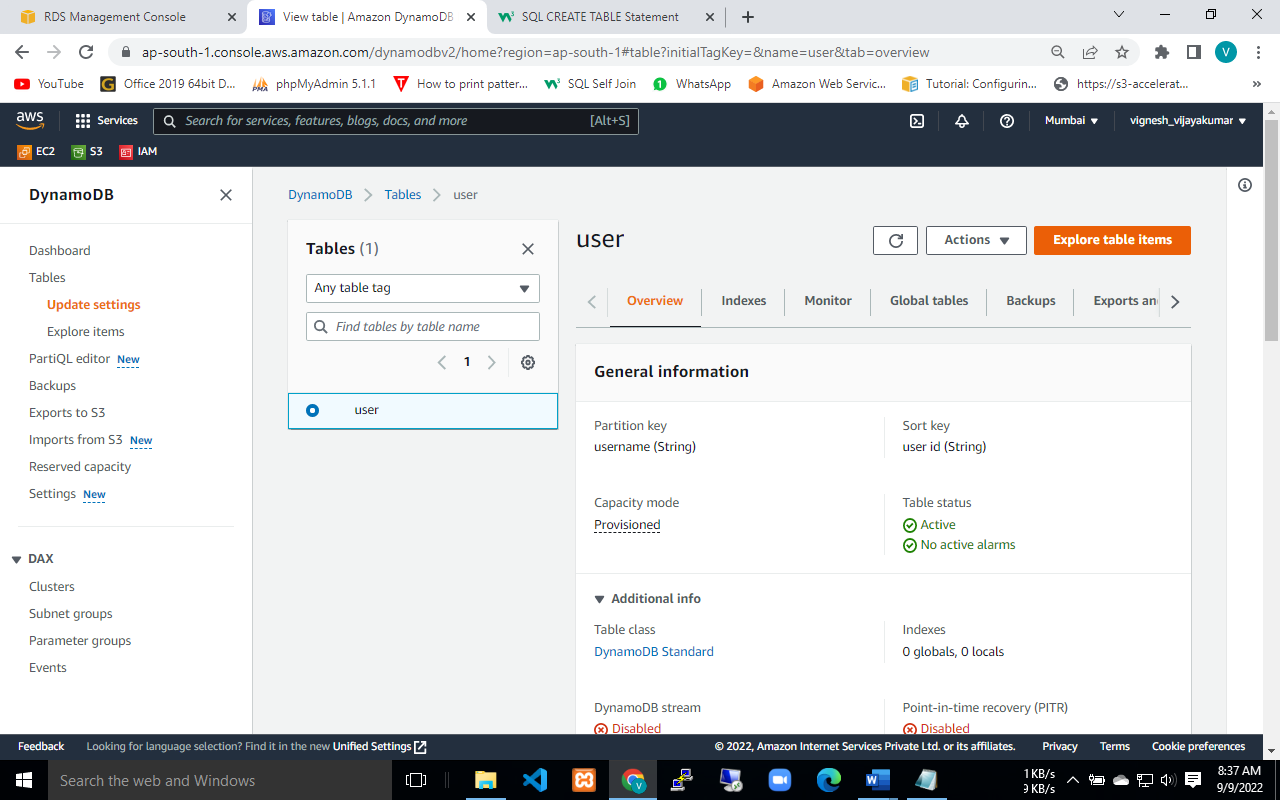 RDS Management Console
View table | Amazon DynamoDB
SQL CREATE TABLE Statement
ap-south-1.console.aws.amazon.com/dynamodbv2/home?region=ap-south-1#table?initialTagKey=&name=user&tab=overview
V
YouTube
Office 2019 64bit D...
phpMyAdmin 5.1.1
How to print patter...
SQL Self Join
WhatsApp
Amazon Web Servic...
Tutorial: Configurin...
https://s3-accelerat...
»
aws
Services
Search for services, features, blogs, docs, and more
[Alt+S]
Mumbai
vignesh_vijayakumar
EC2
S3
IAM
DynamoDB
Dashboard
Tables
Update settings
Explore items
PartiQL editor New
Backups
Exports to S3
Imports from S3 New
Reserved capacity
Settings New
DAX
Clusters
Subnet groups
Parameter groups
Events
DynamoDB
Tables
user
Tables (1)
Any table tag
Find tables by table name
1
user
user
Actions
Explore table items
Overview
Indexes
Monitor
Global tables
Backups
Exports an
General information
Partition key
username (String)
Sort key
user id (String)
Capacity mode
Provisioned
Table status
Active
No active alarms
Additional info
Table class
DynamoDB Standard
Indexes
0 globals, 0 locals
DynamoDB stream
Disabled
Point-in-time recovery (PITR)
Disabled
Feedback
Looking for language selection? Find it in the new Unified Settings
© 2022, Amazon Internet Services Private Ltd. or its affiliates.
Privacy
Terms
Cookie preferences
Search the web and Windows
1 KB/s
9 KB/s
8:37 AM
9/9/2022